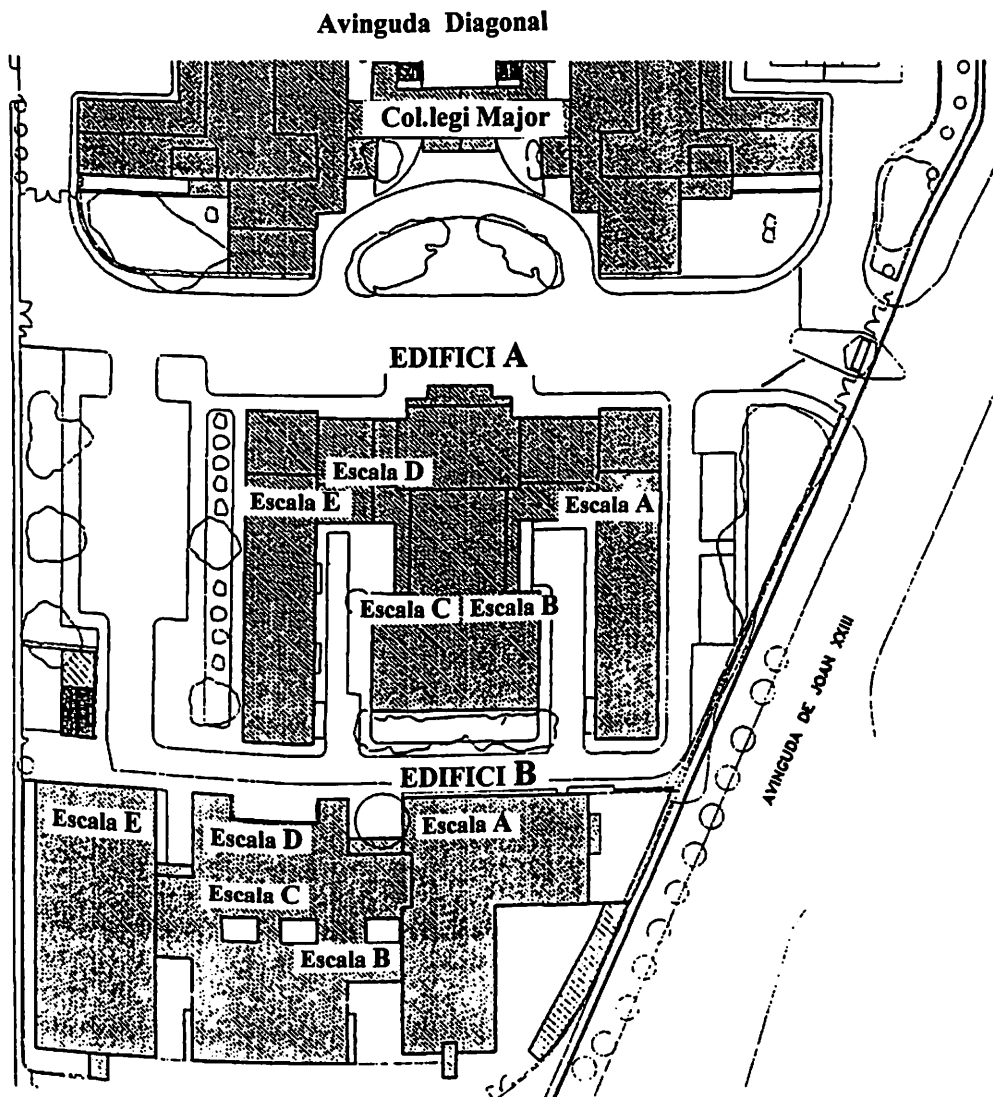 Avinguda Diagonal
Col.legi Major
EDIFICI A
Escala D
Escala E
Escala A
Escala C
Escala B
AVINGUDA DE JOAN XXIII
EDIFICI B
Escala E
Escala D
Escala A
Escala C
Escala B